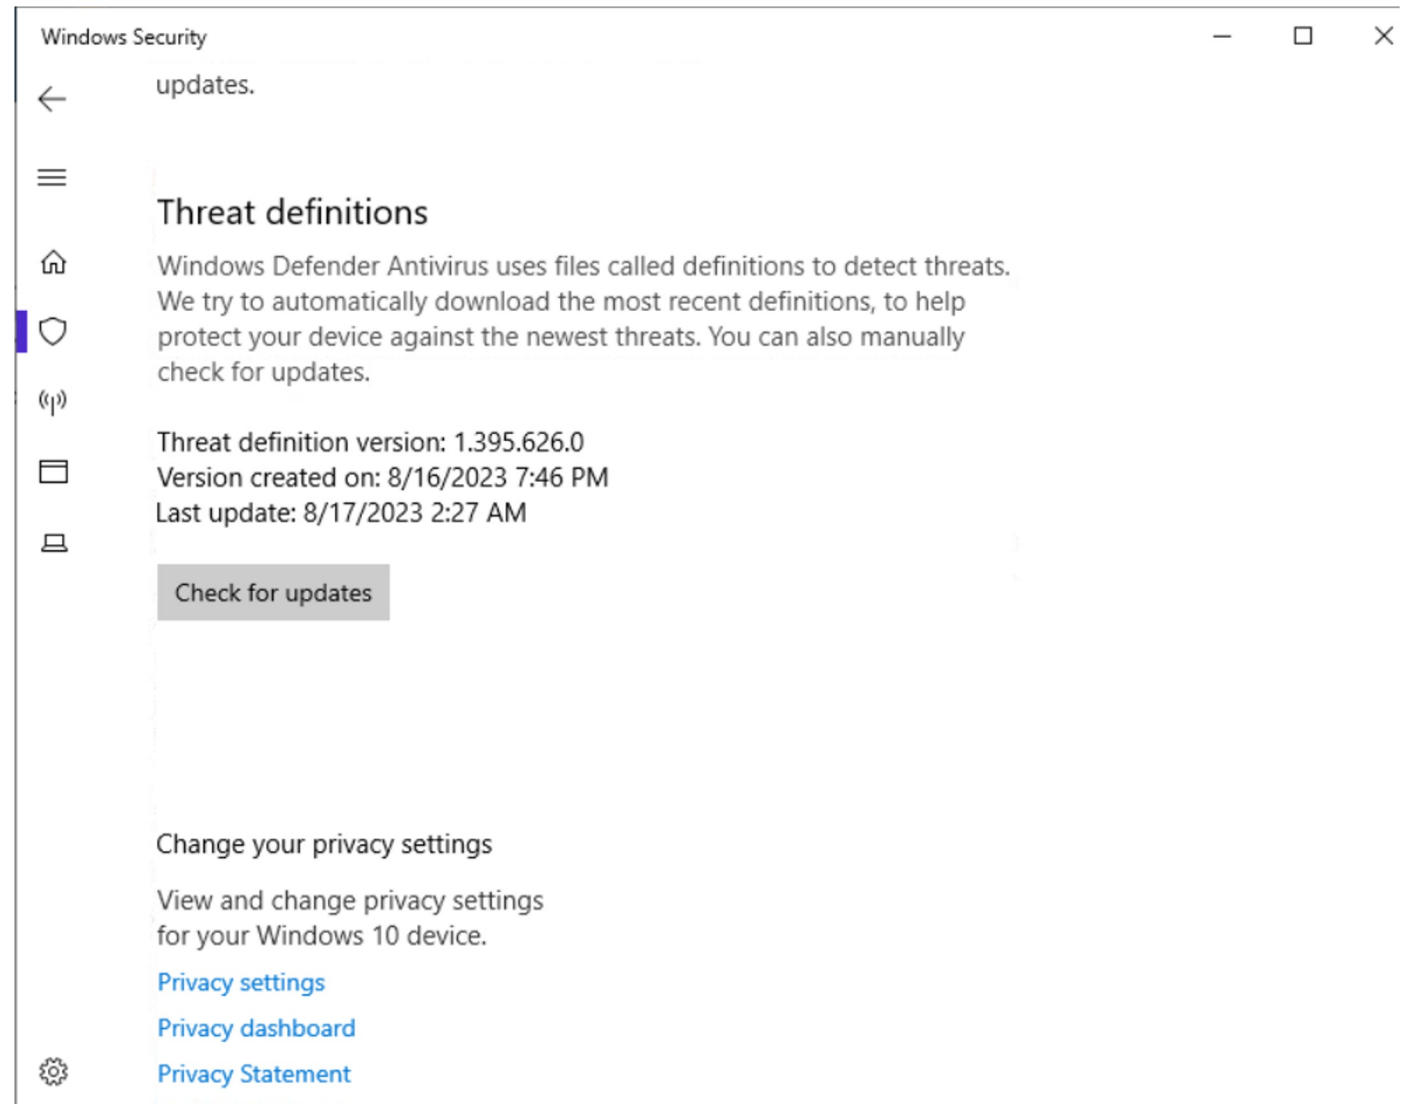 Windows Security
updates.
Threat definitions
Windows Defender Antivirus uses files called definitions to detect threats.
We try to automatically download the most recent definitions, to help
protect your device against the newest threats. You can also manually
check for updates.
Threat definition version: 1.395.626.0
Version created on: 8/16/2023 7:46 PM
Last update: 8/17/2023 2:27 AM
Check for updates
Change your privacy settings
View and change privacy settings
for your Windows 10 device.
Privacy settings
Privacy dashboard
Privacy Statement